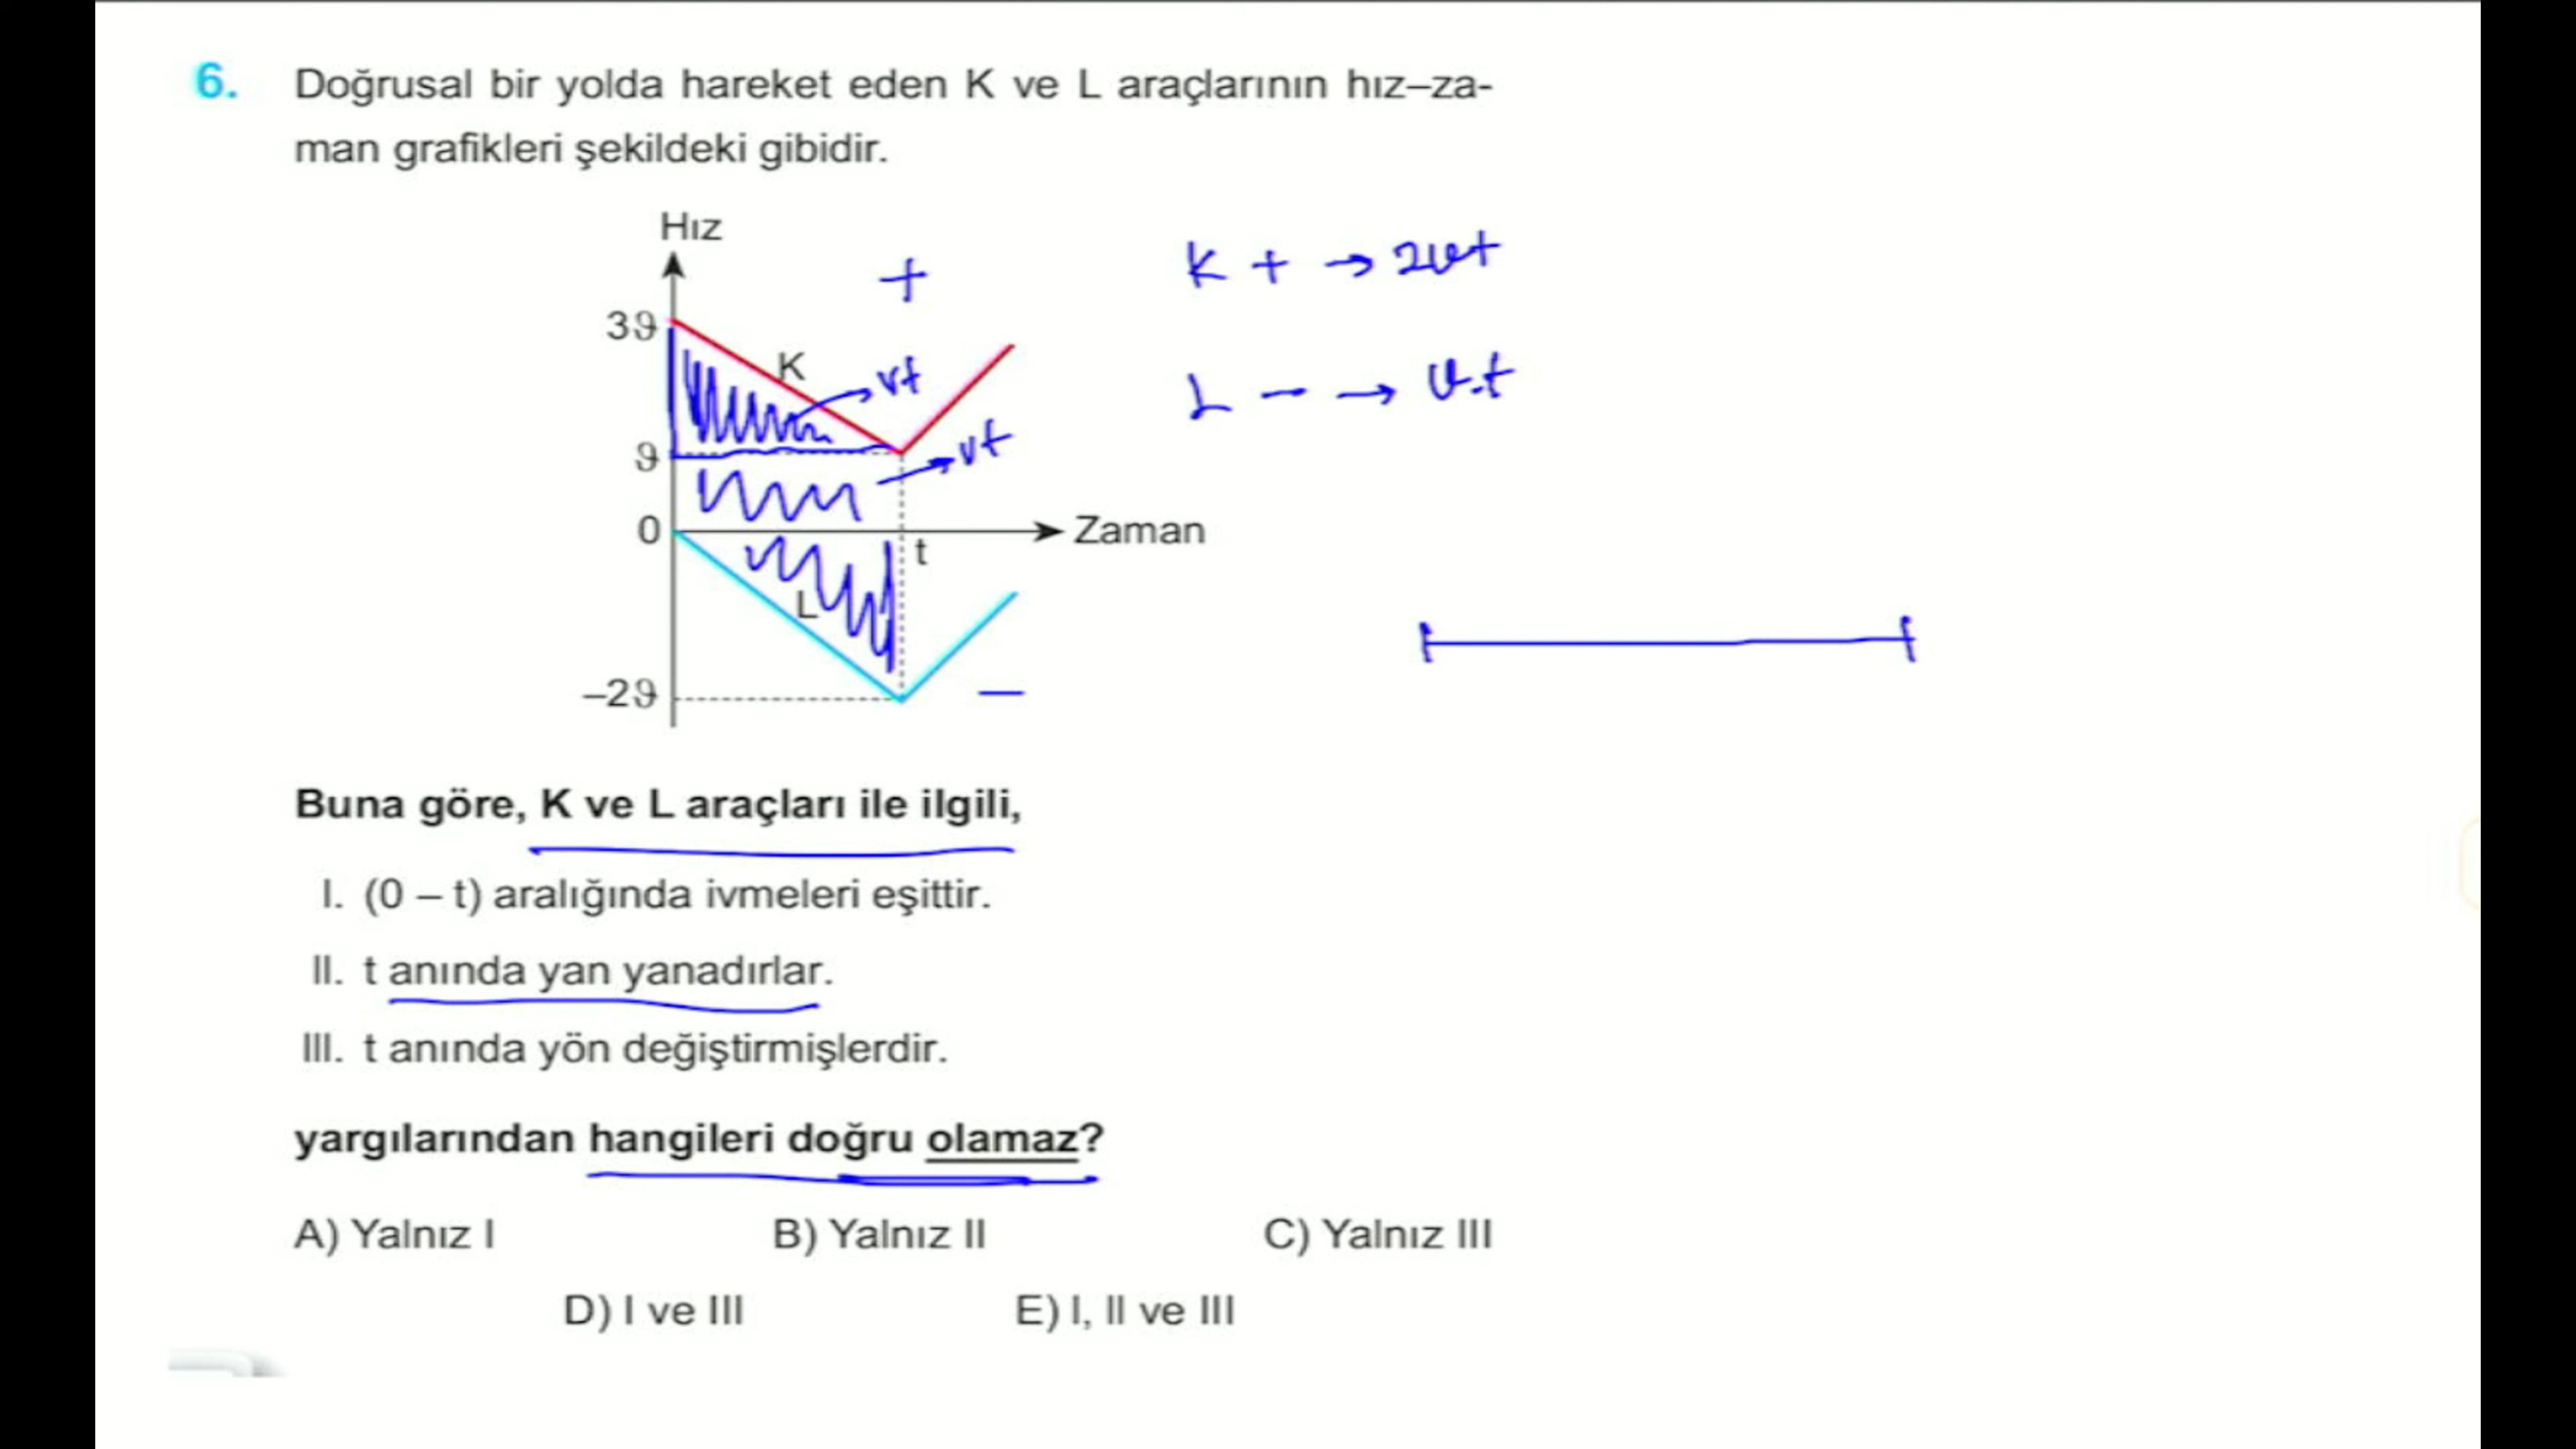 6. Doğrusal bir yolda hareket eden K ve L araçlarının hız–za-
man grafikleri şekildeki gibidir.
Hız
+
K + → 2ϑt
3ϑ
K
vt
L - → ϑ.t
ϑ
vt
0
Zaman
t
L
–2ϑ
—
Buna göre, K ve L araçları ile ilgili,
I. (0 – t) aralığında ivmeleri eşittir.
II. t anında yan yanadırlar.
III. t anında yön değiştirmişlerdir.
yargılarından hangileri doğru olamaz?
A) Yalnız I B) Yalnız II C) Yalnız III
D) I ve III E) I, II ve III